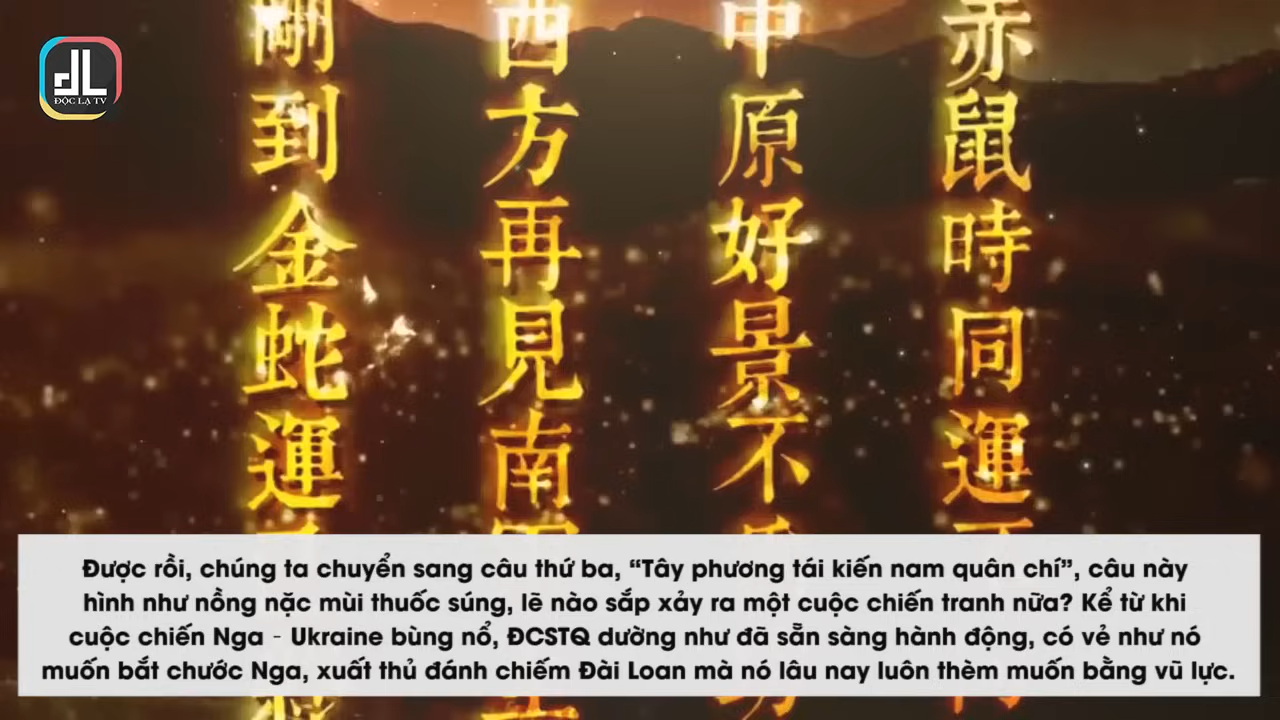 ĐỘC LẠ TV
赤鼠時同運
中原好景不
西方再見南
剛到金蛇運
Được rồi, chúng ta chuyển sang câu thứ ba, “Tây phương tái kiến nam quân chí”, câu này
hình như nồng nặc mùi thuốc súng, lẽ nào sắp xảy ra một cuộc chiến tranh nữa? Kể từ khi
cuộc chiến Nga - Ukraine bùng nổ, ĐCSTQ dường như đã sẵn sàng hành động, có vẻ như nó
muốn bắt chước Nga, xuất thủ đánh chiếm Đài Loan mà nó lâu nay luôn thèm muốn bằng vũ lực.